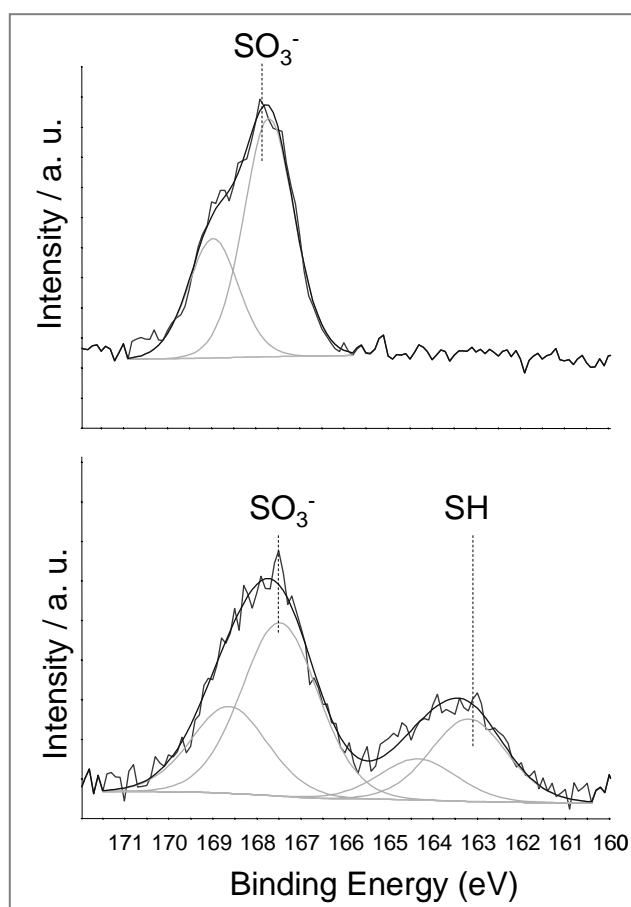 SO₃⁻
Intensity / a. u.
SO₃⁻ SH
Intensity / a. u.
171 170 169 168 167 166 165 164 163 162 161 160
Binding Energy (eV)